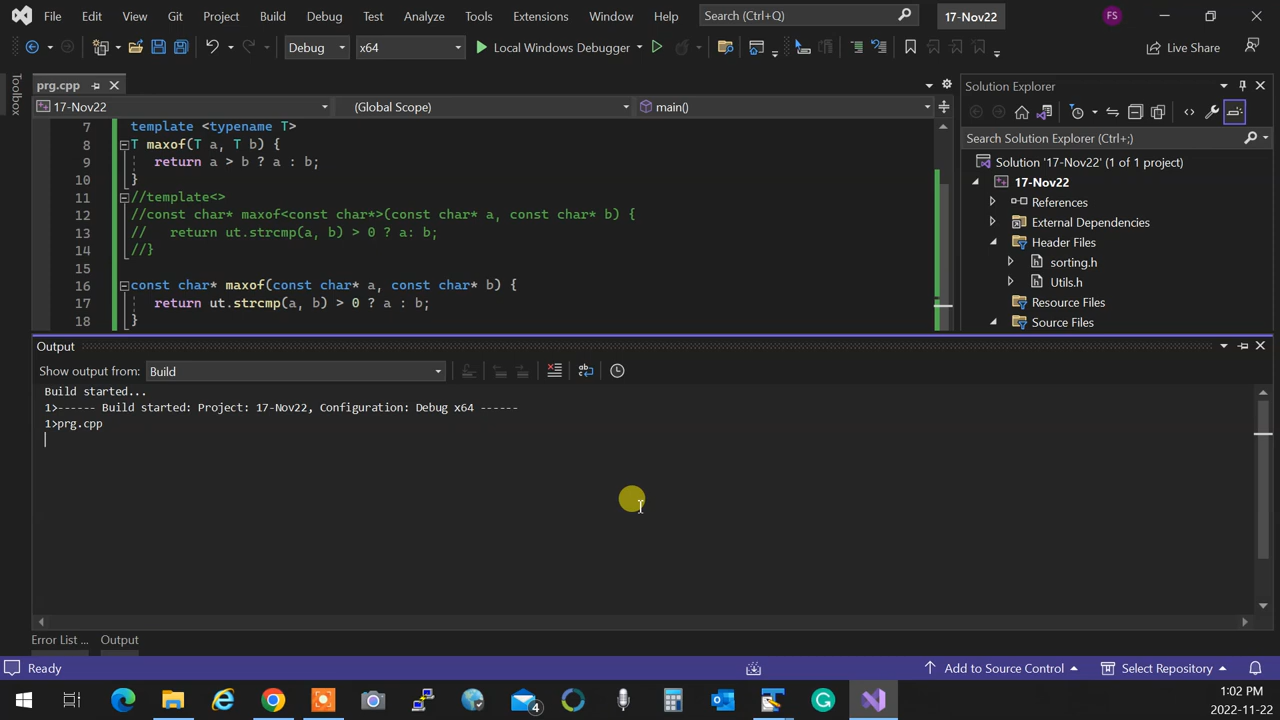 File Edit View Git Project Build Debug Test Analyze Tools Extensions Window Help Search (Ctrl+Q) 17-Nov22 FS
Debug x64 Local Windows Debugger Live Share
Toolbox
prg.cpp
17-Nov22 (Global Scope) main()
7 template <typename T>
8 T maxof(T a, T b) {
9 return a > b ? a : b;
10 }
11 //template<>
12 //const char* maxof<const char*>(const char* a, const char* b) {
13 // return ut.strcmp(a, b) > 0 ? a: b;
14 //}
15
16 const char* maxof(const char* a, const char* b) {
17 return ut.strcmp(a, b) > 0 ? a : b;
18 }
Solution Explorer
Search Solution Explorer (Ctrl+;)
Solution '17-Nov22' (1 of 1 project)
17-Nov22
References
External Dependencies
Header Files
sorting.h
Utils.h
Resource Files
Source Files
Output
Show output from: Build
Build started...
1>------ Build started: Project: 17-Nov22, Configuration: Debug x64 ------
1>prg.cpp
Error List ... Output
Ready Add to Source Control Select Repository
4
1:02 PM
2022-11-22